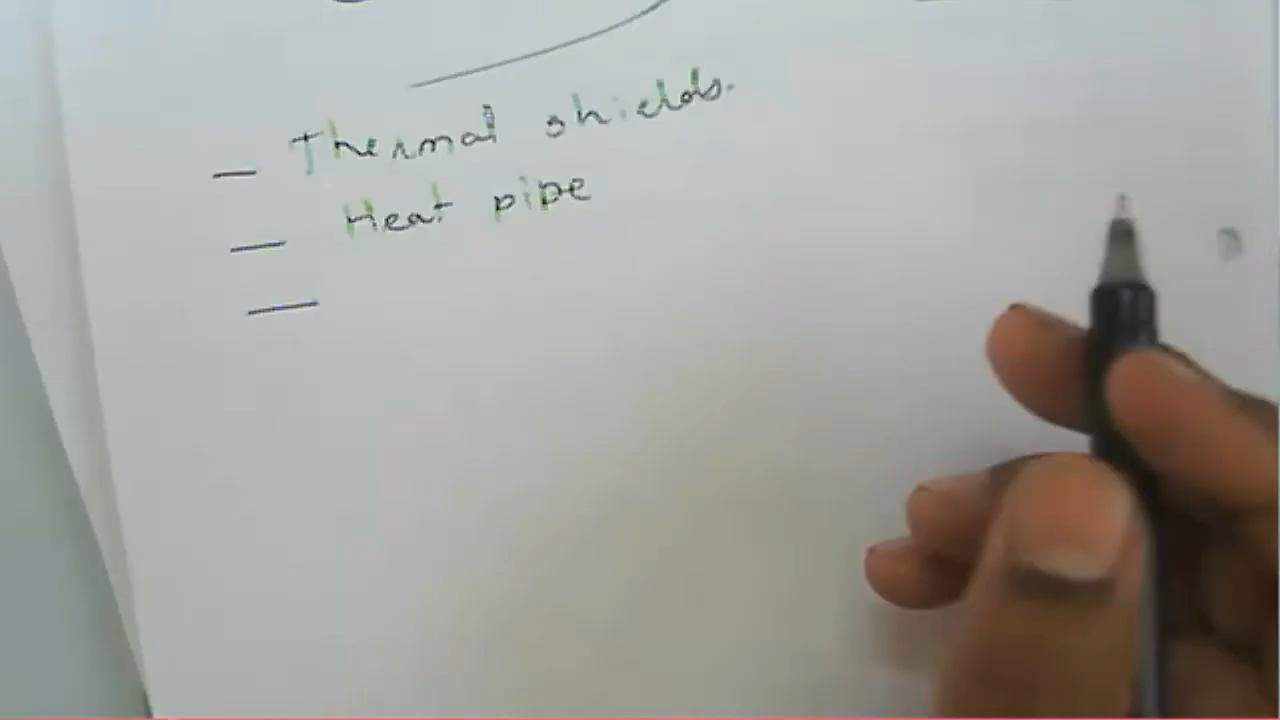 – Thermal shields.
– Heat pipe
–